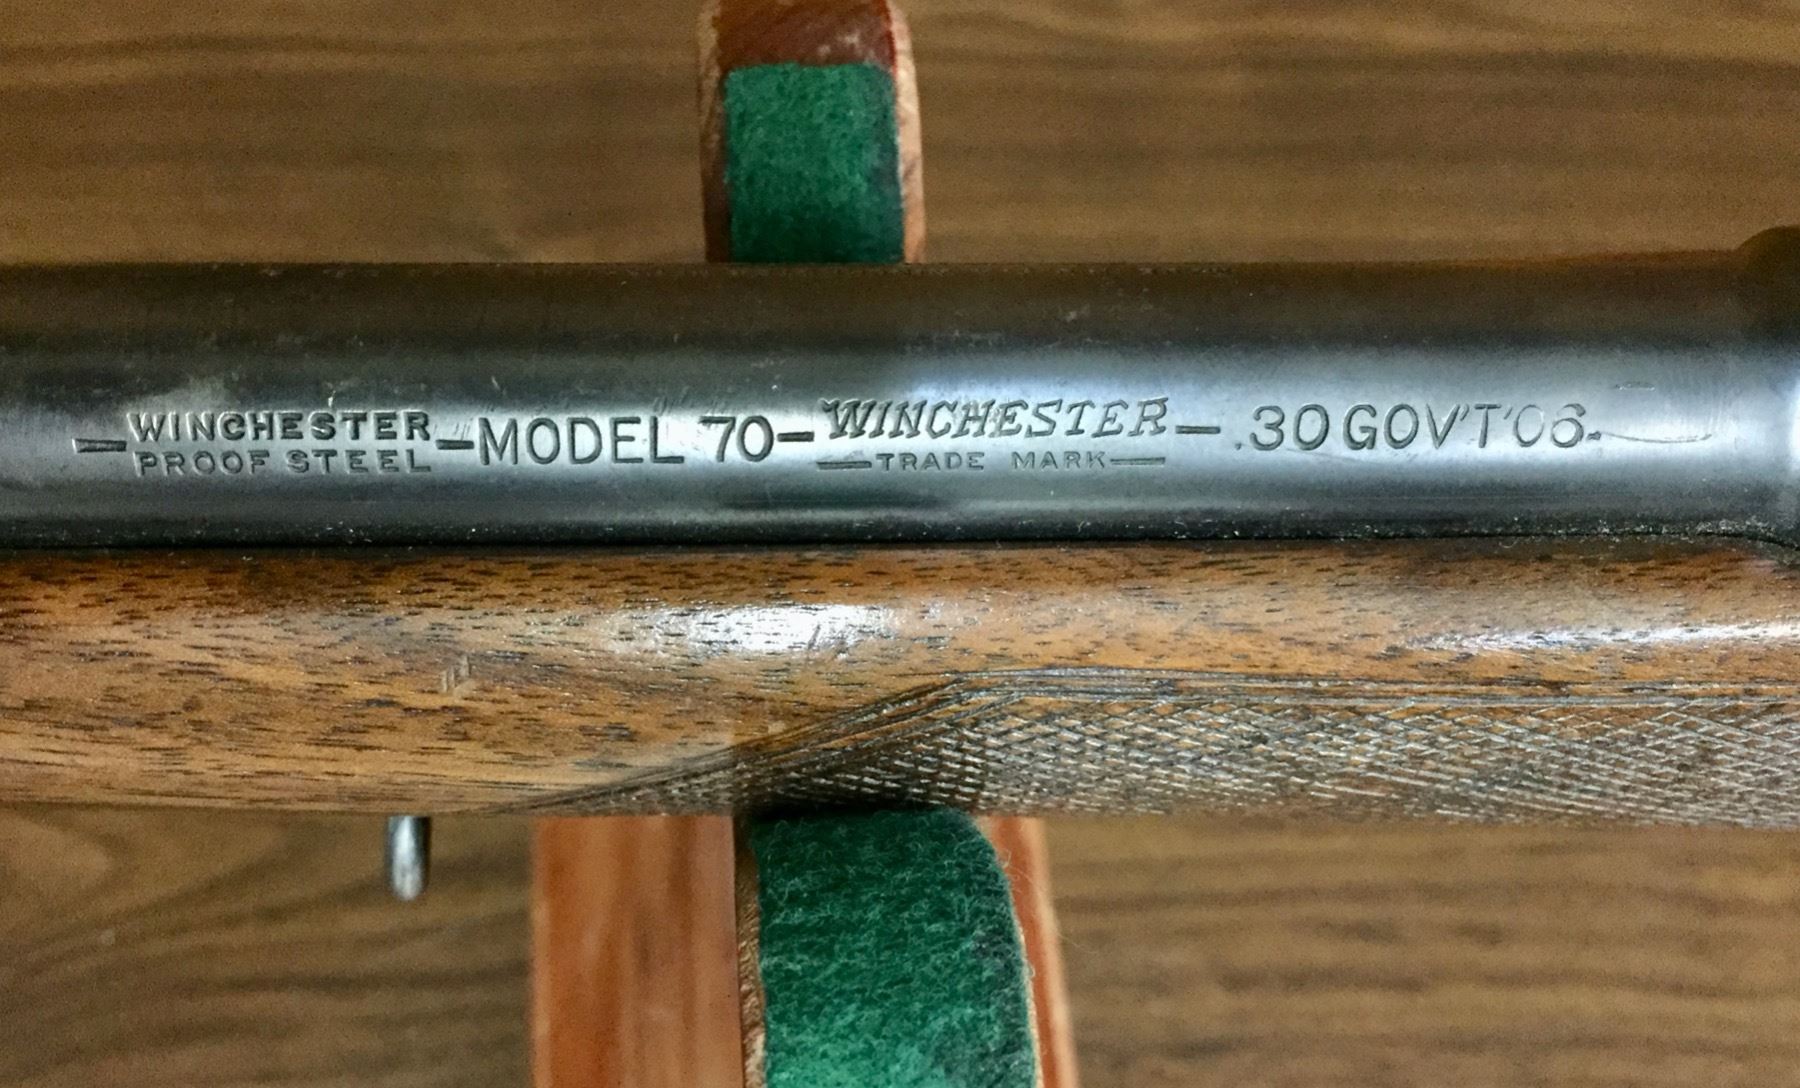 -WINCHESTER PROOF STEEL-MODEL 70-WINCHESTER TRADE MARK-.30 GOV'T'06.-